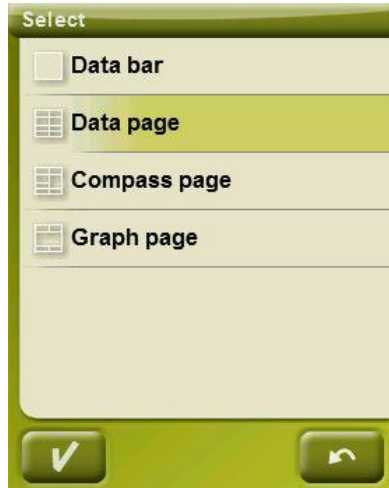 Select
Data bar
Data page
Compass page
Graph page